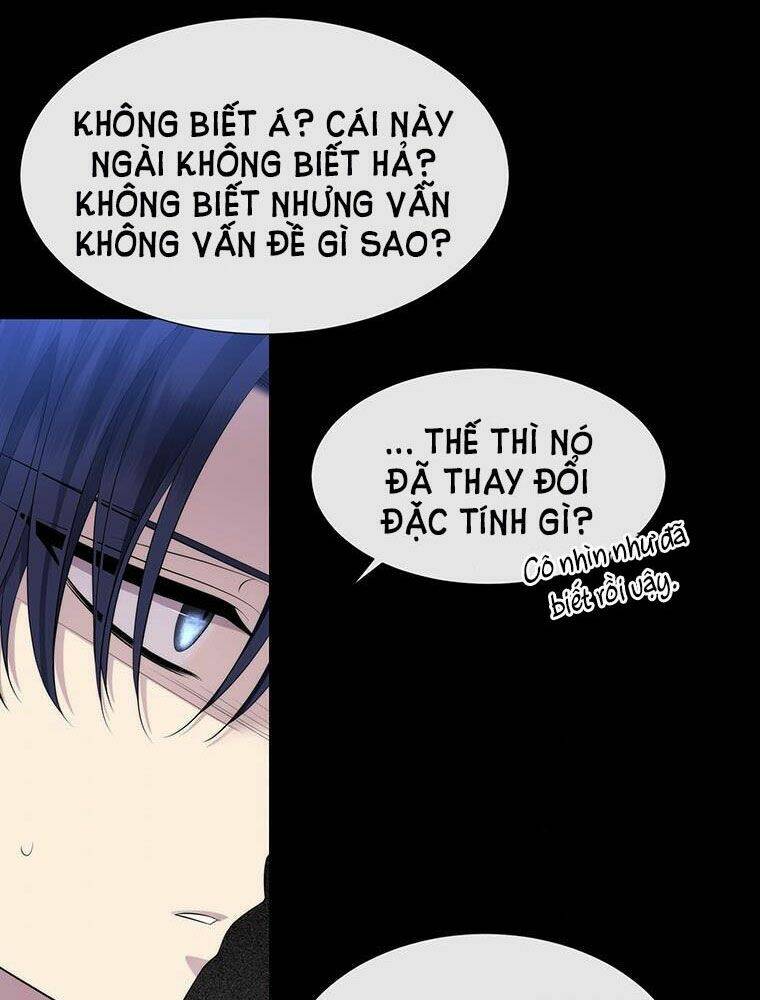 KHÔNG BIẾT Á? CÁI NÀY
NGÀI KHÔNG BIẾT HẢ?
KHÔNG BIẾT NHƯNG VẪN
KHÔNG VẤN ĐỀ GÌ SAO?
... THẾ THÌ NÓ
ĐÃ THAY ĐỔI
ĐẶC TÍNH GÌ?
Cô nhìn như đã
biết rồi vậy.